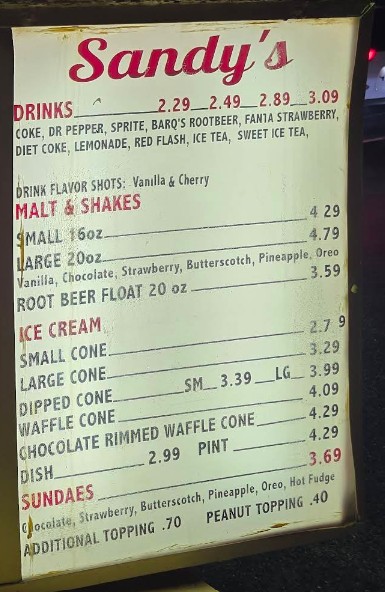 Sandy's
DRINKS 2.29 2.49 2.89 3.09
COKE, DR PEPPER, SPRITE, BARQ'S ROOTBEER, FANTA STRAWBERRY,
DIET COKE, LEMONADE, RED FLASH, ICE TEA, SWEET ICE TEA,
DRINK FLAVOR SHOTS: Vanilla & Cherry
MALT & SHAKES
SMALL 16oz 4 29
LARGE 20oz 4.79
Vanilla, Chocolate, Strawberry, Butterscotch, Pineapple, Oreo
ROOT BEER FLOAT 20 oz 3.59
ICE CREAM
SMALL CONE 2.7 9
LARGE CONE 3.29
DIPPED CONE SM 3.39 LG 3.99
WAFFLE CONE 4.09
CHOCOLATE RIMMED WAFFLE CONE 4.29
DISH 2.99 PINT 4.29
SUNDAES 3.69
Chocolate, Strawberry, Butterscotch, Pineapple, Oreo, Hot Fudge
ADDITIONAL TOPPING .70 PEANUT TOPPING .40